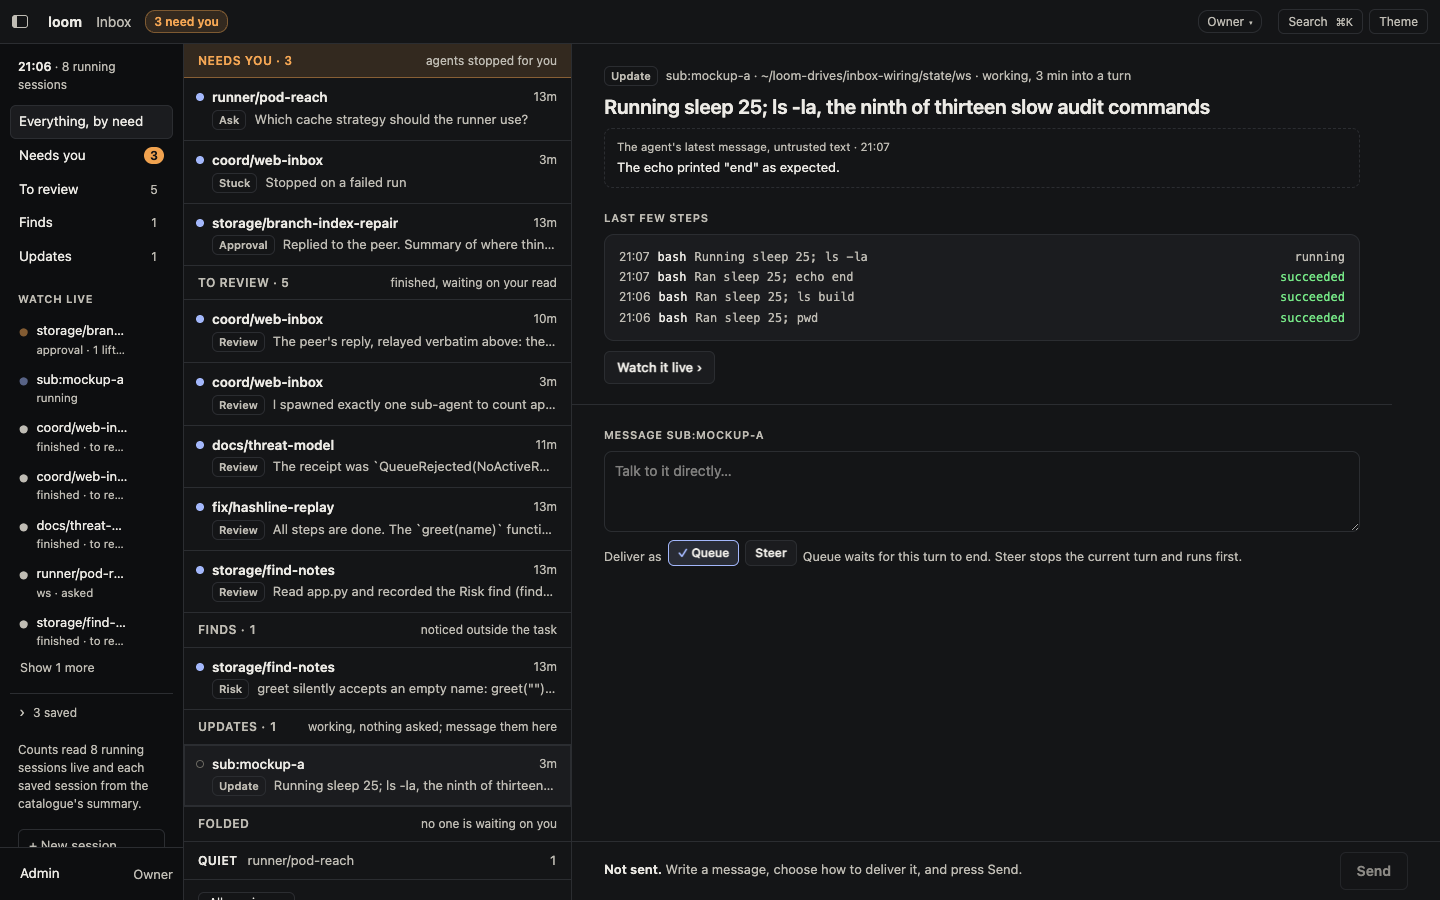 loom Inbox 3 need you Owner Search ⌘K Theme
21:06 · 8 running
sessions
Everything, by need
Needs you 3
To review 5
Finds 1
Updates 1
WATCH LIVE
storage/bran...
approval · 1 lift...
sub:mockup-a
running
coord/web-in...
finished · to re...
coord/web-in...
finished · to re...
docs/threat-...
finished · to re...
runner/pod-r...
ws · asked
storage/find-...
finished · to re...
Show 1 more
› 3 saved
Counts read 8 running
sessions live and each
saved session from the
catalogue's summary.
+ New session
Admin Owner
NEEDS YOU · 3 agents stopped for you
runner/pod-reach 13m
Ask Which cache strategy should the runner use?
coord/web-inbox 3m
Stuck Stopped on a failed run
storage/branch-index-repair 13m
Approval Replied to the peer. Summary of where thin...
TO REVIEW · 5 finished, waiting on your read
coord/web-inbox 10m
Review The peer's reply, relayed verbatim above: the...
coord/web-inbox 3m
Review I spawned exactly one sub-agent to count ap...
docs/threat-model 11m
Review The receipt was `QueueRejected(NoActiveR...
fix/hashline-replay 13m
Review All steps are done. The `greet(name)` functi...
storage/find-notes 13m
Review Read app.py and recorded the Risk find (find...
FINDS · 1 noticed outside the task
storage/find-notes 13m
Risk greet silently accepts an empty name: greet("")...
UPDATES · 1 working, nothing asked; message them here
sub:mockup-a 3m
Update Running sleep 25; ls -la, the ninth of thirteen...
FOLDED no one is waiting on you
QUIET runner/pod-reach 1
Update sub:mockup-a · ~/loom-drives/inbox-wiring/state/ws · working, 3 min into a turn
Running sleep 25; ls -la, the ninth of thirteen slow audit commands
The agent's latest message, untrusted text · 21:07
The echo printed "end" as expected.
LAST FEW STEPS
21:07 bash Running sleep 25; ls -la running
21:07 bash Ran sleep 25; echo end succeeded
21:06 bash Ran sleep 25; ls build succeeded
21:06 bash Ran sleep 25; pwd succeeded
Watch it live ›
MESSAGE SUB:MOCKUP-A
Talk to it directly...
Deliver as ✓ Queue Steer Queue waits for this turn to end. Steer stops the current turn and runs first.
Not sent. Write a message, choose how to deliver it, and press Send. Send